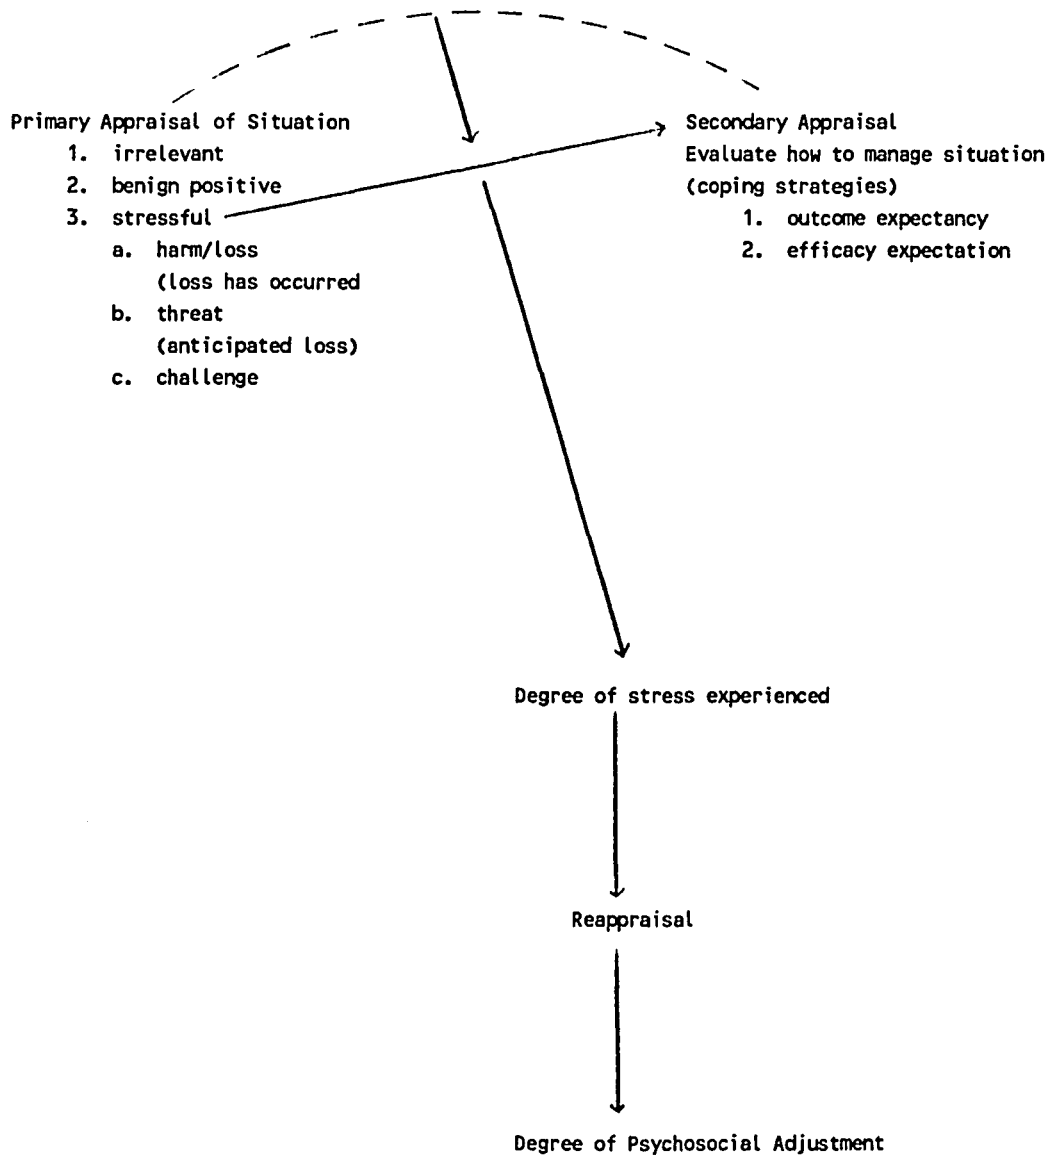 Primary Appraisal of Situation
1. irrelevant
2. benign positive
3. stressful
a. harm/loss
(loss has occurred
b. threat
(anticipated loss)
c. challenge
Secondary Appraisal
Evaluate how to manage situation
(coping strategies)
1. outcome expectancy
2. efficacy expectation
Degree of stress experienced
Reappraisal
Degree of Psychosocial Adjustment